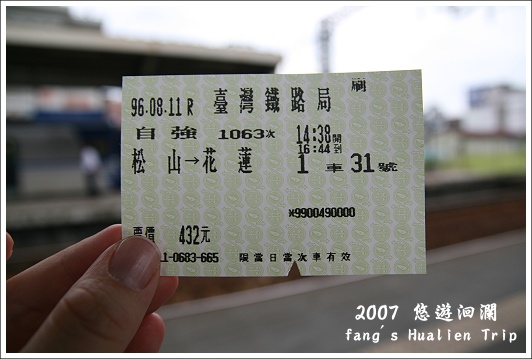 刷
96.08.11 R 臺灣鐵路局
自強 1063次 14:38開
16:44到
松山→花蓮 1車31號
*9900490000
票價 432元
1-0683-665 限當日當次車有效
2007 悠遊洄瀾
fang's Hualien Trip